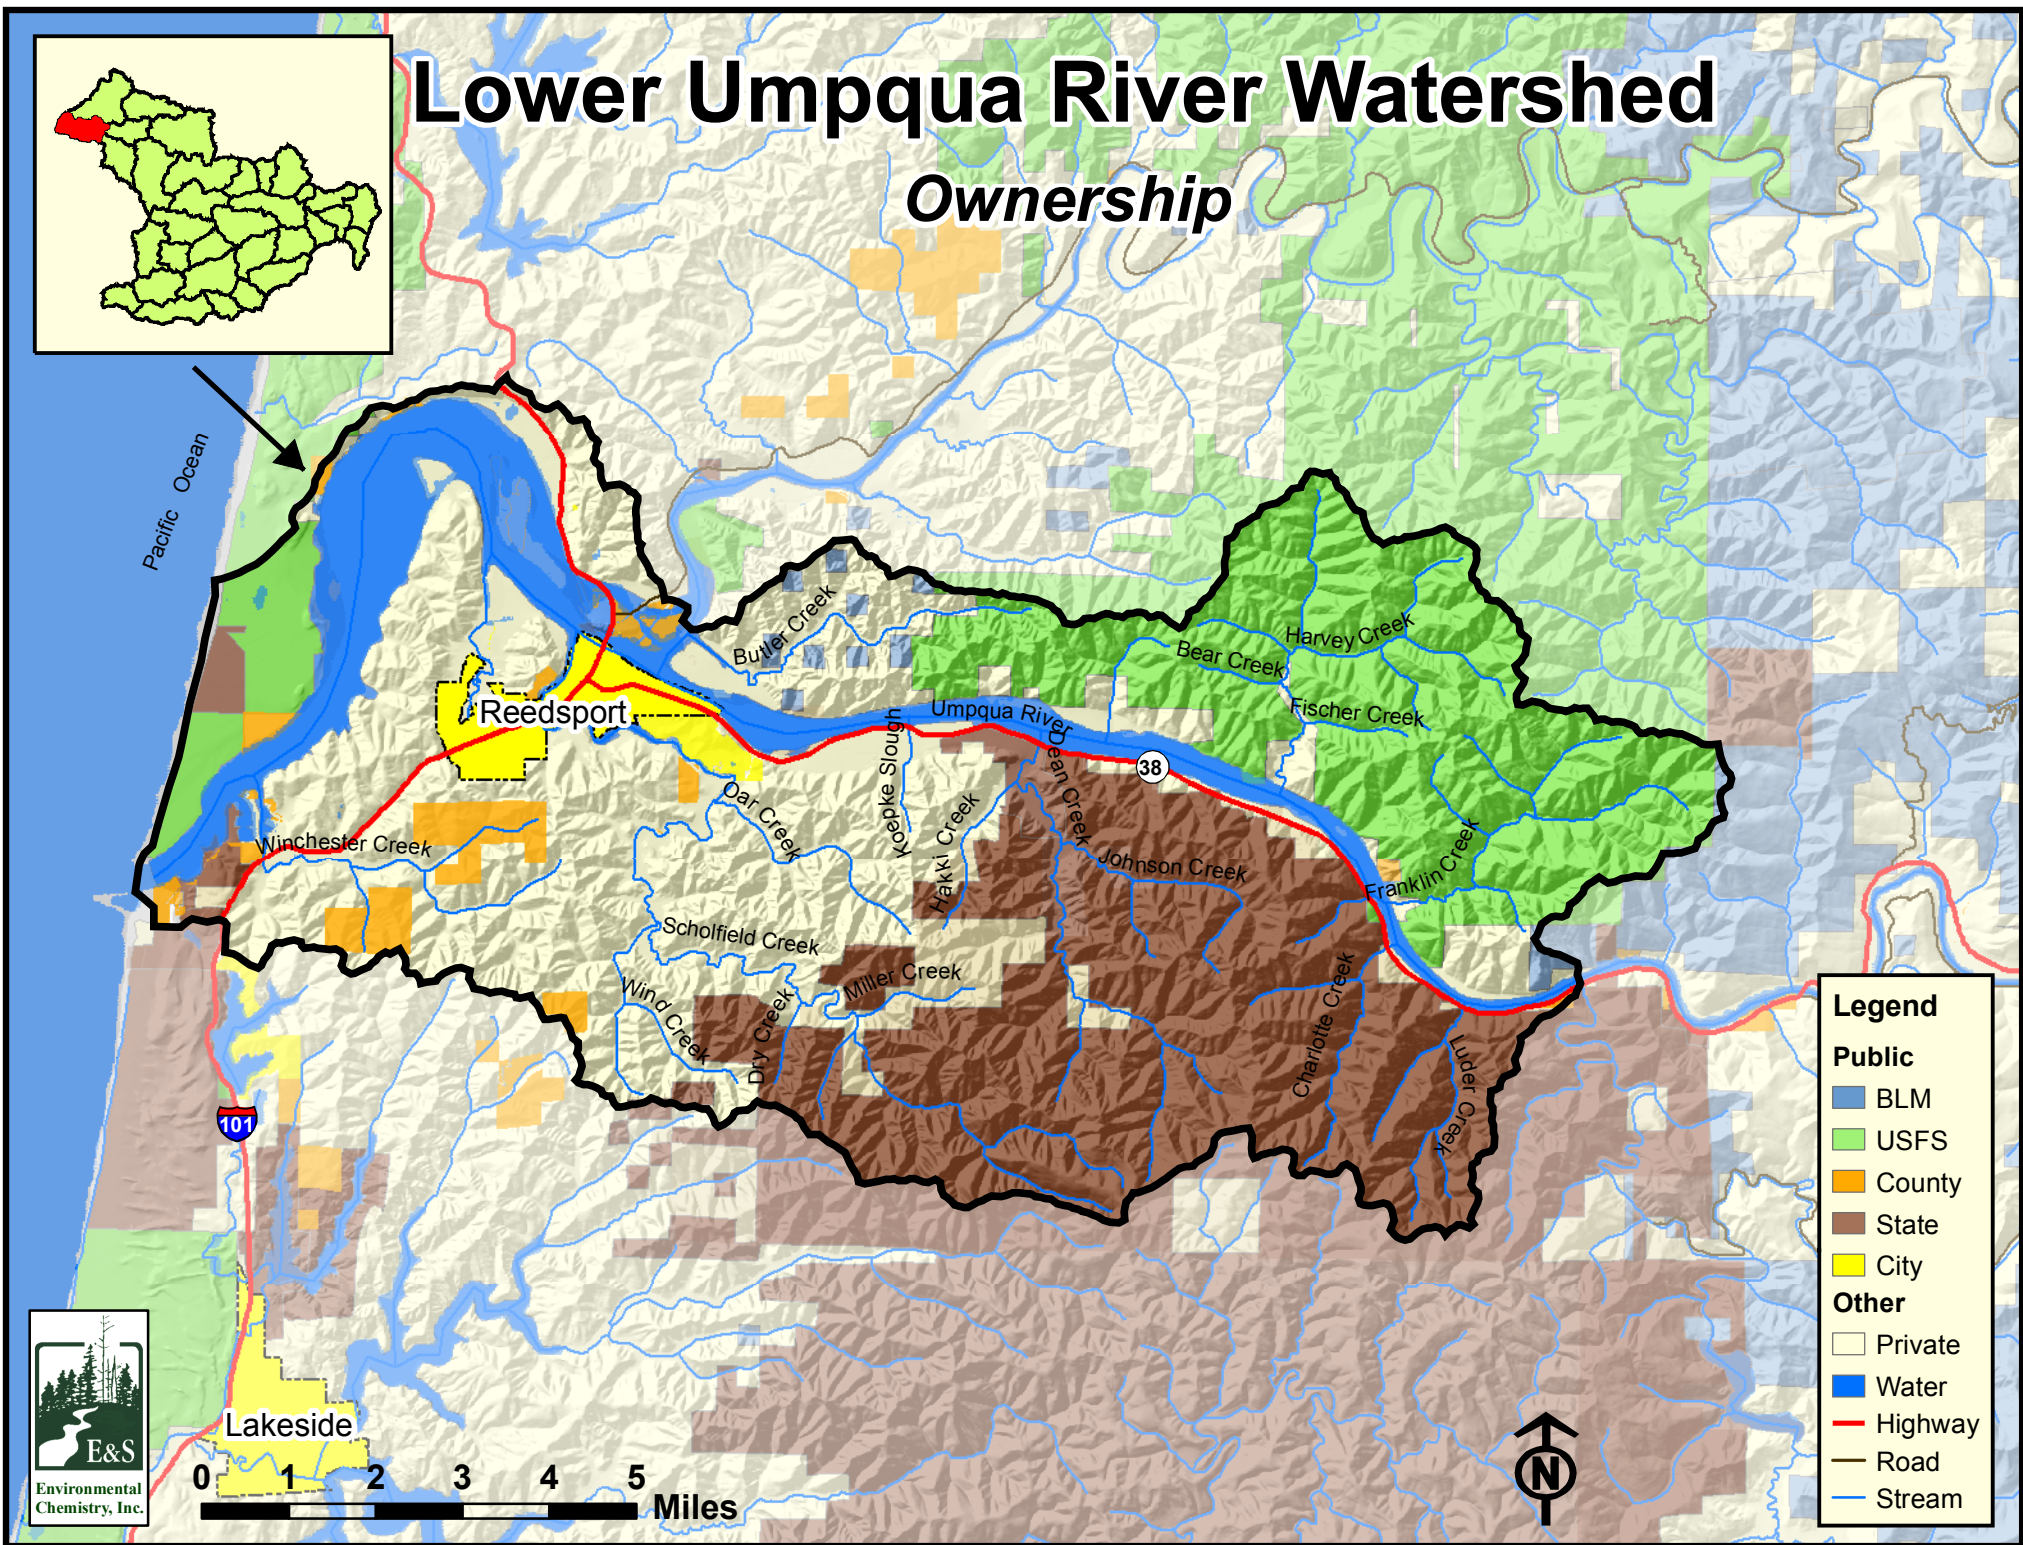 Lower Umpqua River Watershed
Ownership
Pacific Ocean
Butler Creek
Harvey Creek
Bear Creek
Reedsport
Umpqua River
Fischer Creek
Koepke Slough
Dean Creek
38
Oar Creek
Hakki Creek
Winchester Creek
Johnson Creek
Franklin Creek
Scholfield Creek
Miller Creek
Wind Creek
Dry Creek
Charlotte Creek
Luder Creek
101
Lakeside
Legend
Public
BLM
USFS
County
State
City
Other
Private
Water
Highway
Road
Stream
E&S
Environmental
Chemistry, Inc.
0 1 2 3 4 5
Miles
N